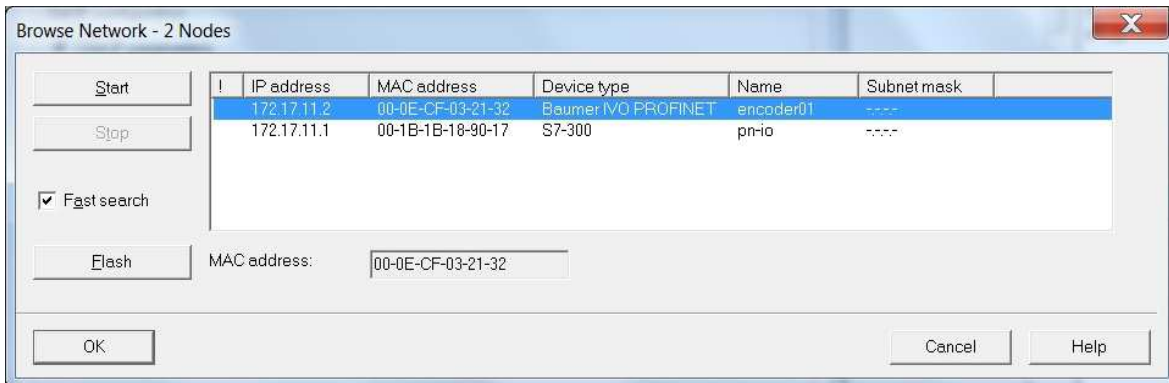 Browse Network - 2 Nodes
Start
Stop
Fast search
Flash
! IP address MAC address Device type Name Subnet mask
172.17.11.2 00-0E-CF-03-21-32 Baumer IVO PROFINET encoder01 -.-.-.-
172.17.11.1 00-1B-1B-18-90-17 S7-300 pn-io -.-.-.-
MAC address: 00-0E-CF-03-21-32
OK Cancel Help